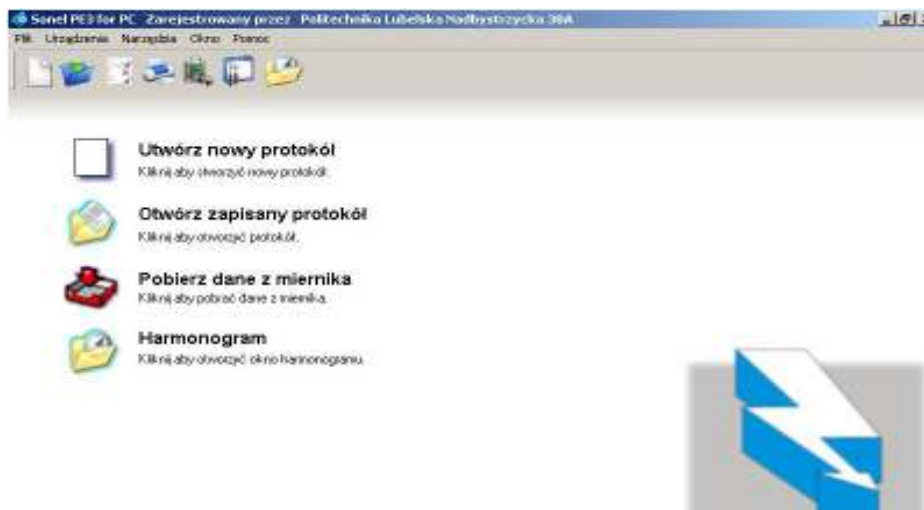 Sonel PE3 for PC Zarejestrowany przez Politechnika Lubelska Nadbystrzycka 38A
Plik Urządzenia Narzędzia Okno Pomoc
Utwórz nowy protokół
Kliknij aby stworzyć nowy protokół.
Otwórz zapisany protokół
Kliknij aby otworzyć protokół.
Pobierz dane z miernika
Kliknij aby pobrać dane z miernika.
Harmonogram
Kliknij aby otworzyć okno harmonogramu.